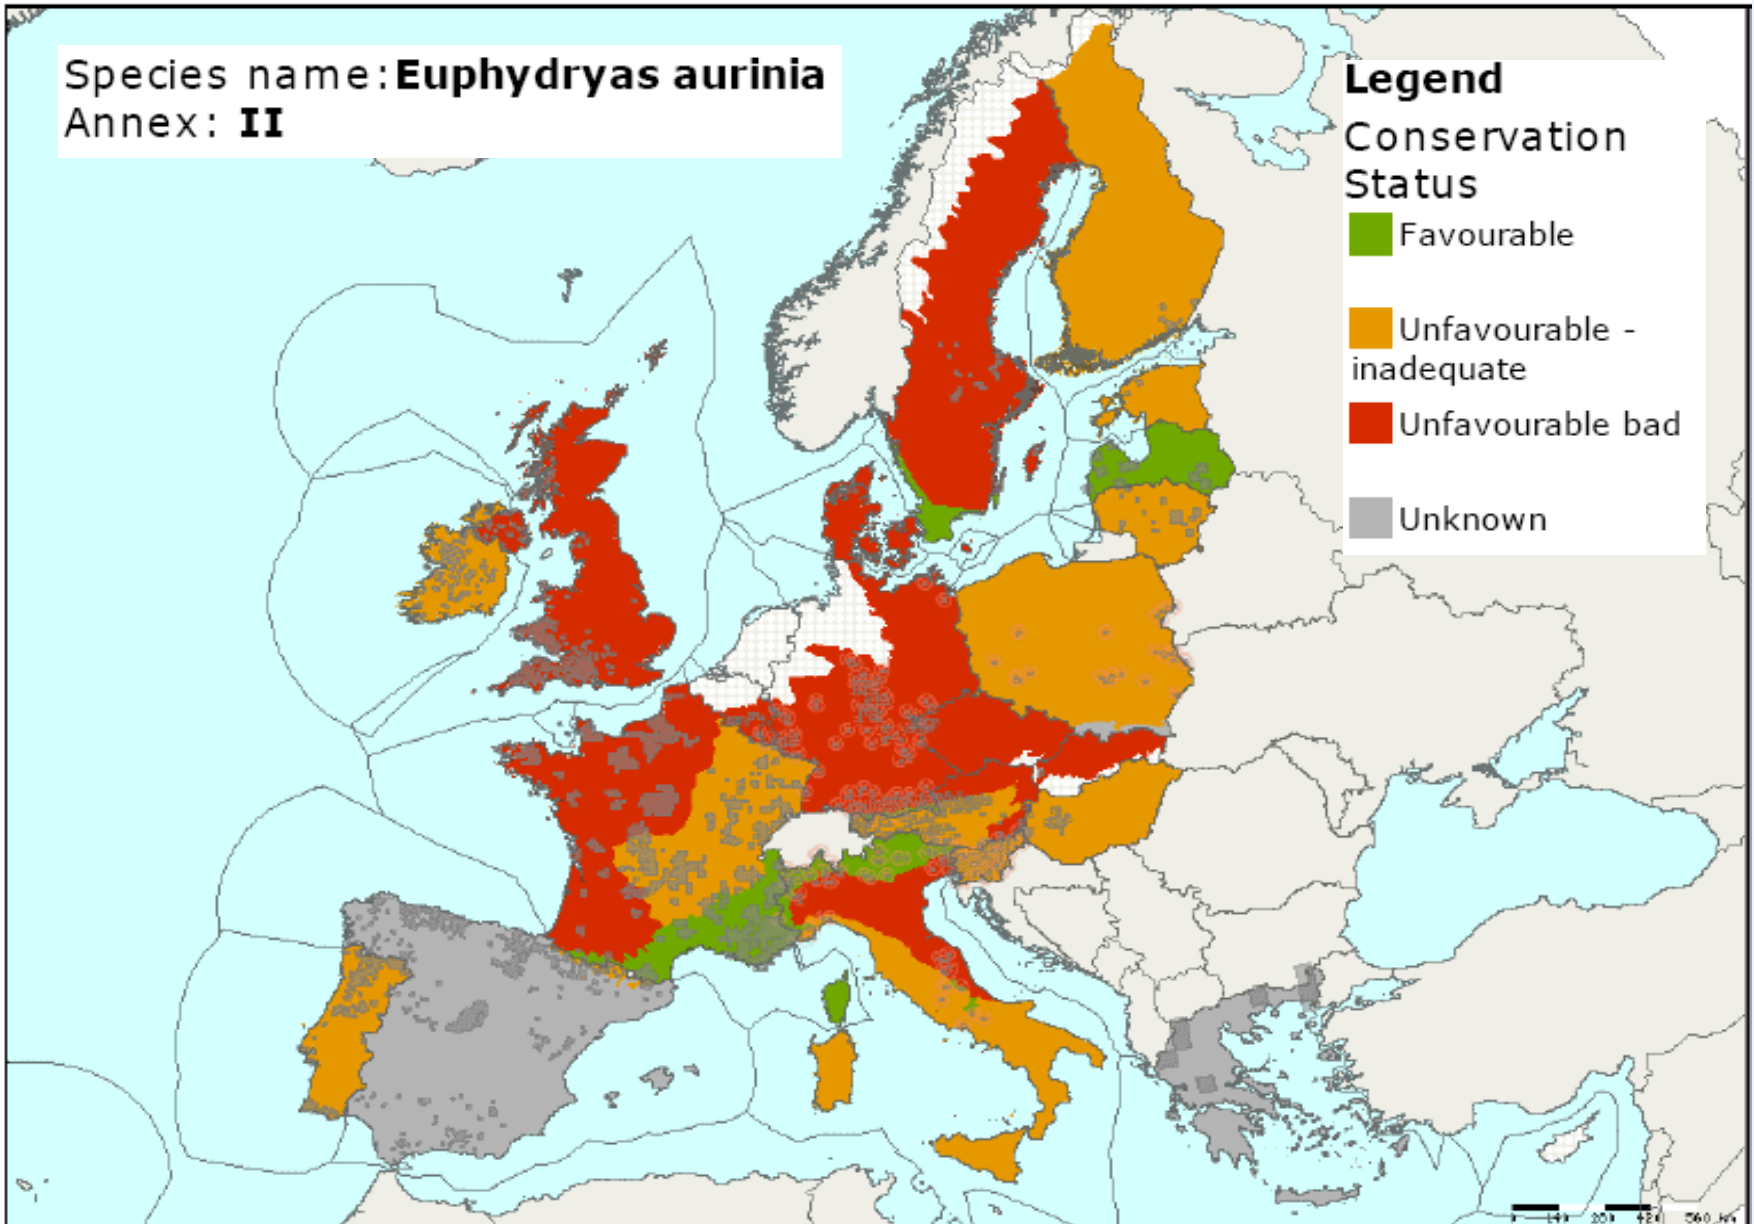 Species name:Euphydryas aurinia
Annex: II
Legend
Conservation
Status
Favourable
Unfavourable -
inadequate
Unfavourable bad
Unknown